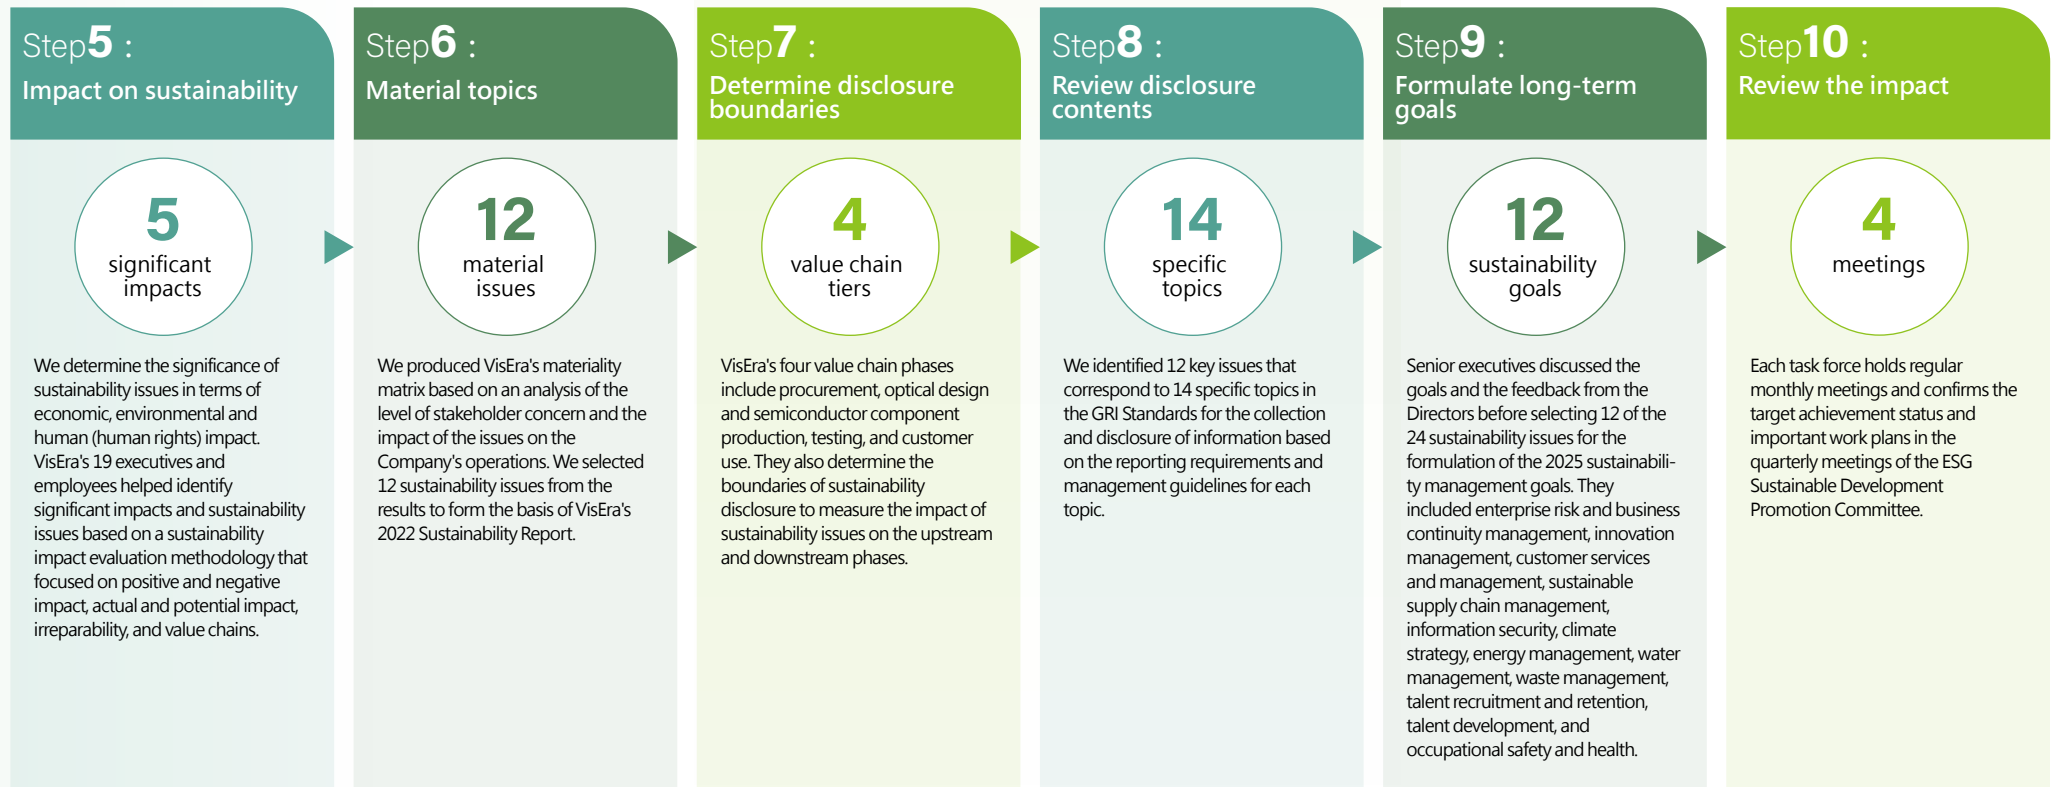 Step5 :
Impact on sustainability
5
significant
impacts
We determine the significance of
sustainability issues in terms of
economic, environmental and
human (human rights) impact.
VisEra's 19 executives and
employees helped identify
significant impacts and sustainability
issues based on a sustainability
impact evaluation methodology that
focused on positive and negative
impact, actual and potential impact,
irreparability, and value chains.
Step6 :
Material topics
12
material
issues
We produced VisEra's materiality
matrix based on an analysis of the
level of stakeholder concern and the
impact of the issues on the
Company's operations. We selected
12 sustainability issues from the
results to form the basis of VisEra's
2022 Sustainability Report.
Step7 :
Determine disclosure
boundaries
4
value chain
tiers
VisEra's four value chain phases
include procurement, optical design
and semiconductor component
production, testing, and customer
use. They also determine the
boundaries of sustainability
disclosure to measure the impact of
sustainability issues on the upstream
and downstream phases.
Step8 :
Review disclosure
contents
14
specific
topics
We identified 12 key issues that
correspond to 14 specific topics in
the GRI Standards for the collection
and disclosure of information based
on the reporting requirements and
management guidelines for each
topic.
Step9 :
Formulate long-term
goals
12
sustainability
goals
Senior executives discussed the
goals and the feedback from the
Directors before selecting 12 of the
24 sustainability issues for the
formulation of the 2025 sustainabili-
ty management goals. They
included enterprise risk and business
continuity management, innovation
management, customer services
and management, sustainable
supply chain management,
information security, climate
strategy, energy management, water
management, waste management,
talent recruitment and retention,
talent development, and
occupational safety and health.
Step10 :
Review the impact
4
meetings
Each task force holds regular
monthly meetings and confirms the
target achievement status and
important work plans in the
quarterly meetings of the ESG
Sustainable Development
Promotion Committee.